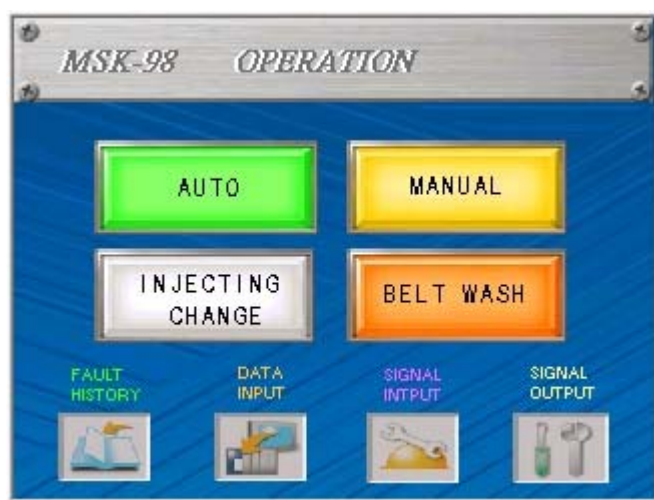 MSK-98 OPERATION
AUTO
MANUAL
INJECTING
CHANGE
BELT WASH
FAULT
HISTORY
DATA
INPUT
SIGNAL
INTPUT
SIGNAL
OUTPUT